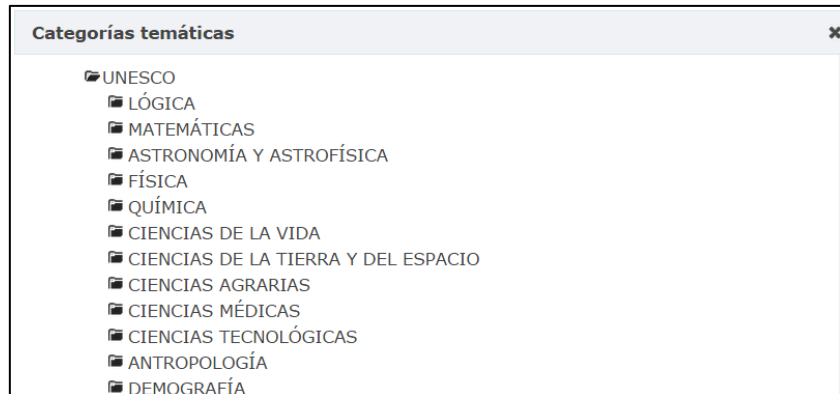 Categorías temáticas
UNESCO
LÓGICA
MATEMÁTICAS
ASTRONOMÍA Y ASTROFÍSICA
FÍSICA
QUÍMICA
CIENCIAS DE LA VIDA
CIENCIAS DE LA TIERRA Y DEL ESPACIO
CIENCIAS AGRARIAS
CIENCIAS MÉDICAS
CIENCIAS TECNOLÓGICAS
ANTROPOLOGÍA
DEMOGRAFÍA